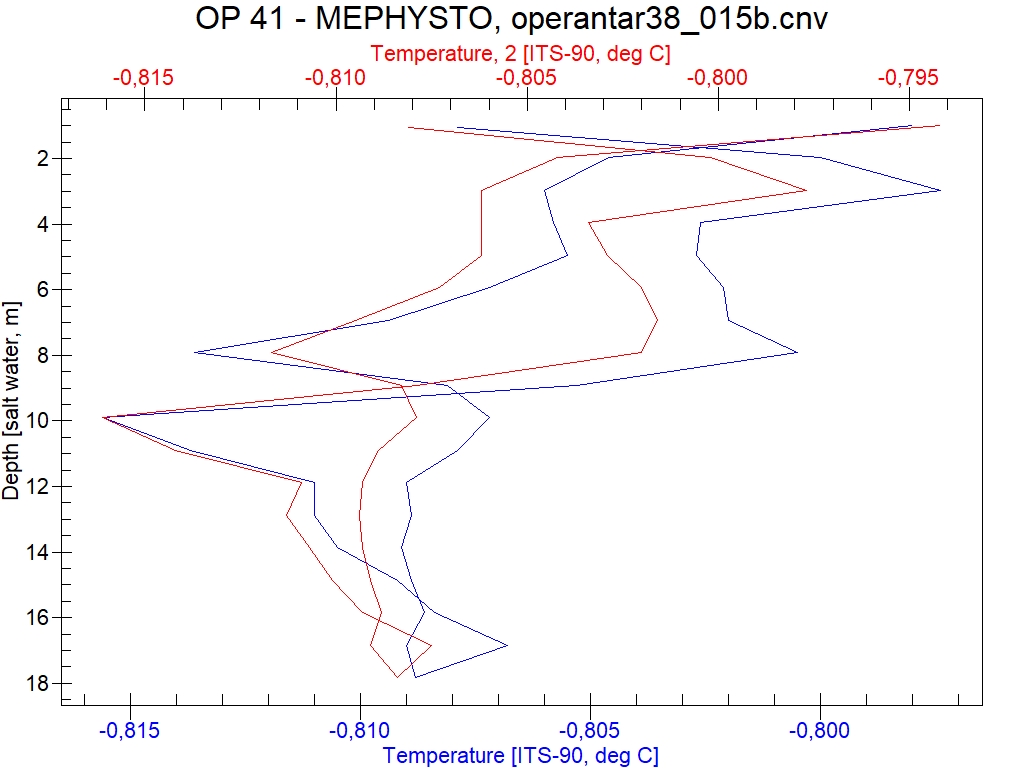 OP 41 - MEPHYSTO, operantar38_015b.cnv
Temperature, 2 [ITS-90, deg C]
-0,815 -0,810 -0,805 -0,800 -0,795
Depth [salt water, m]
2
4
6
8
10
12
14
16
18
-0,815 -0,810 -0,805 -0,800
Temperature [ITS-90, deg C]